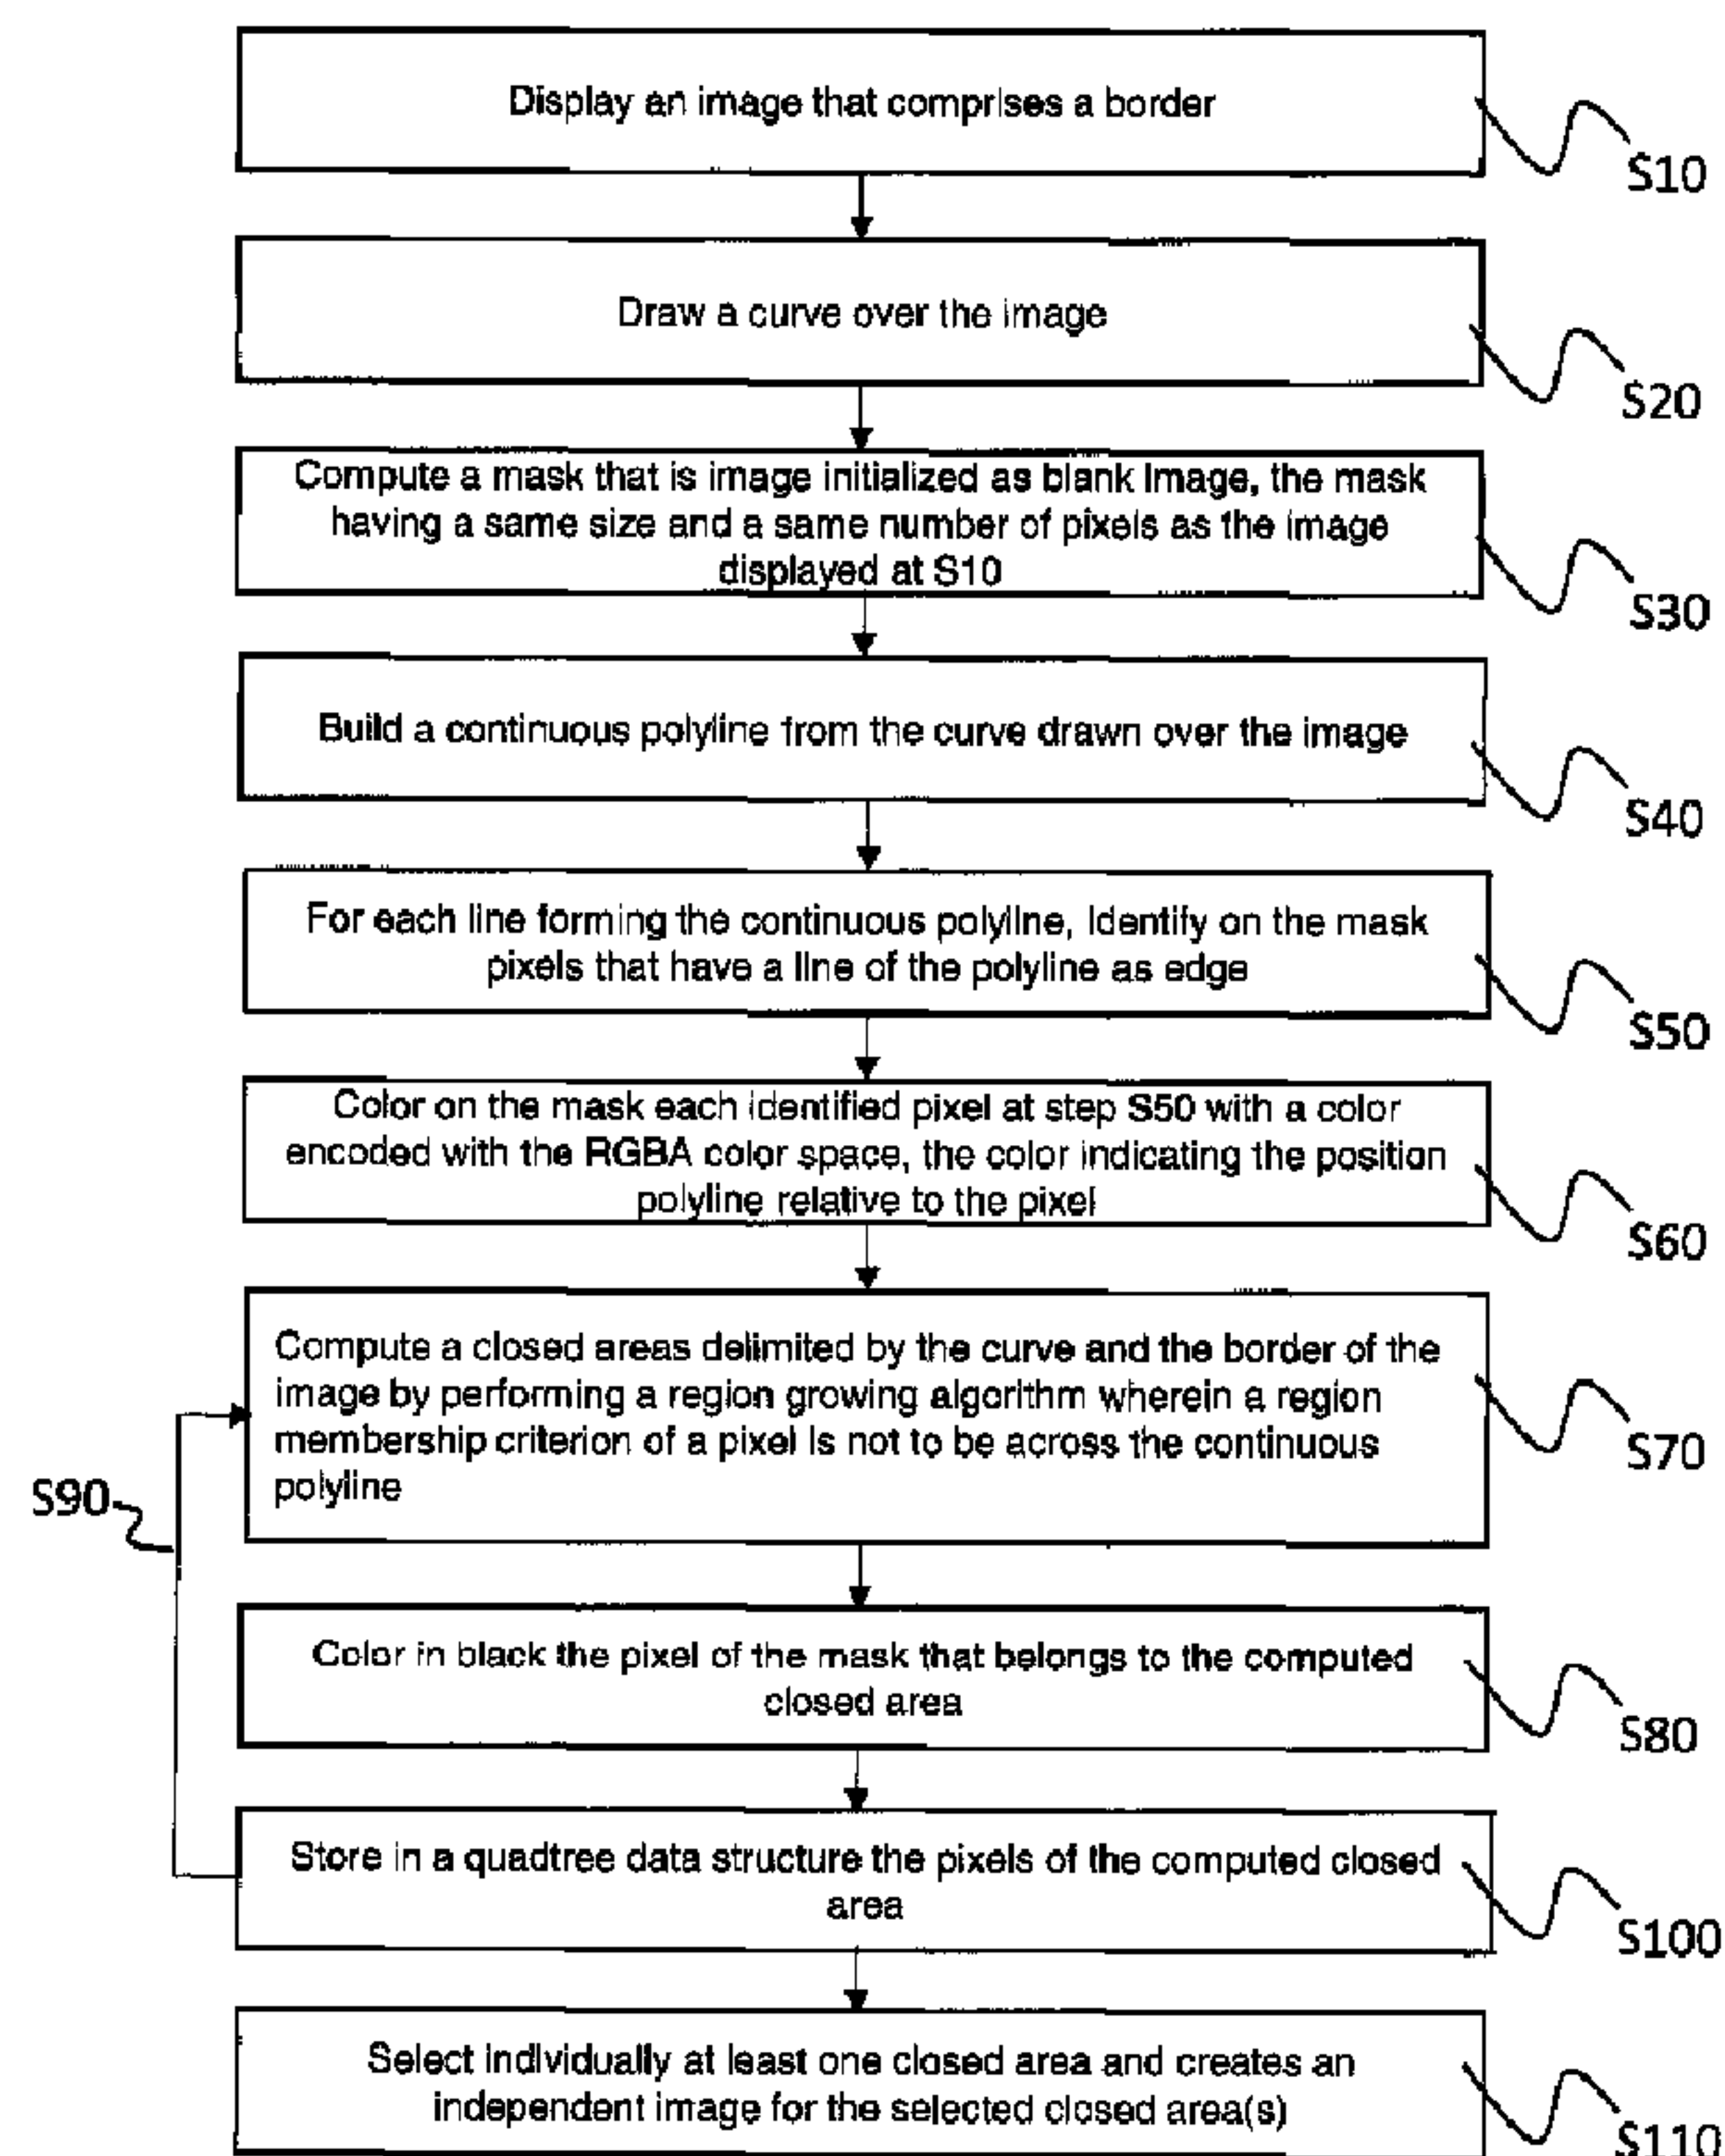 Display an image that comprises a border
S10
Draw a curve over the image
S20
Compute a mask that is image initialized as blank image, the mask
having a same size and a same number of pixels as the image
displayed at S10
S30
Build a continuous polyline from the curve drawn over the image
S40
For each line forming the continuous polyline, identify on the mask
pixels that have a line of the polyline as edge
S50
Color on the mask each identified pixel at step S50 with a color
encoded with the RGBA color space, the color indicating the position
polyline relative to the pixel
S60
Compute a closed areas delimited by the curve and the border of the
image by performing a region growing algorithm wherein a region
membership criterion of a pixel is not to be across the continuous
polyline
S70
S90
Color in black the pixel of the mask that belongs to the computed
closed area
S80
Store in a quadtree data structure the pixels of the computed closed
area
S100
Select individually at least one closed area and creates an
independent image for the selected closed area(s)
S110